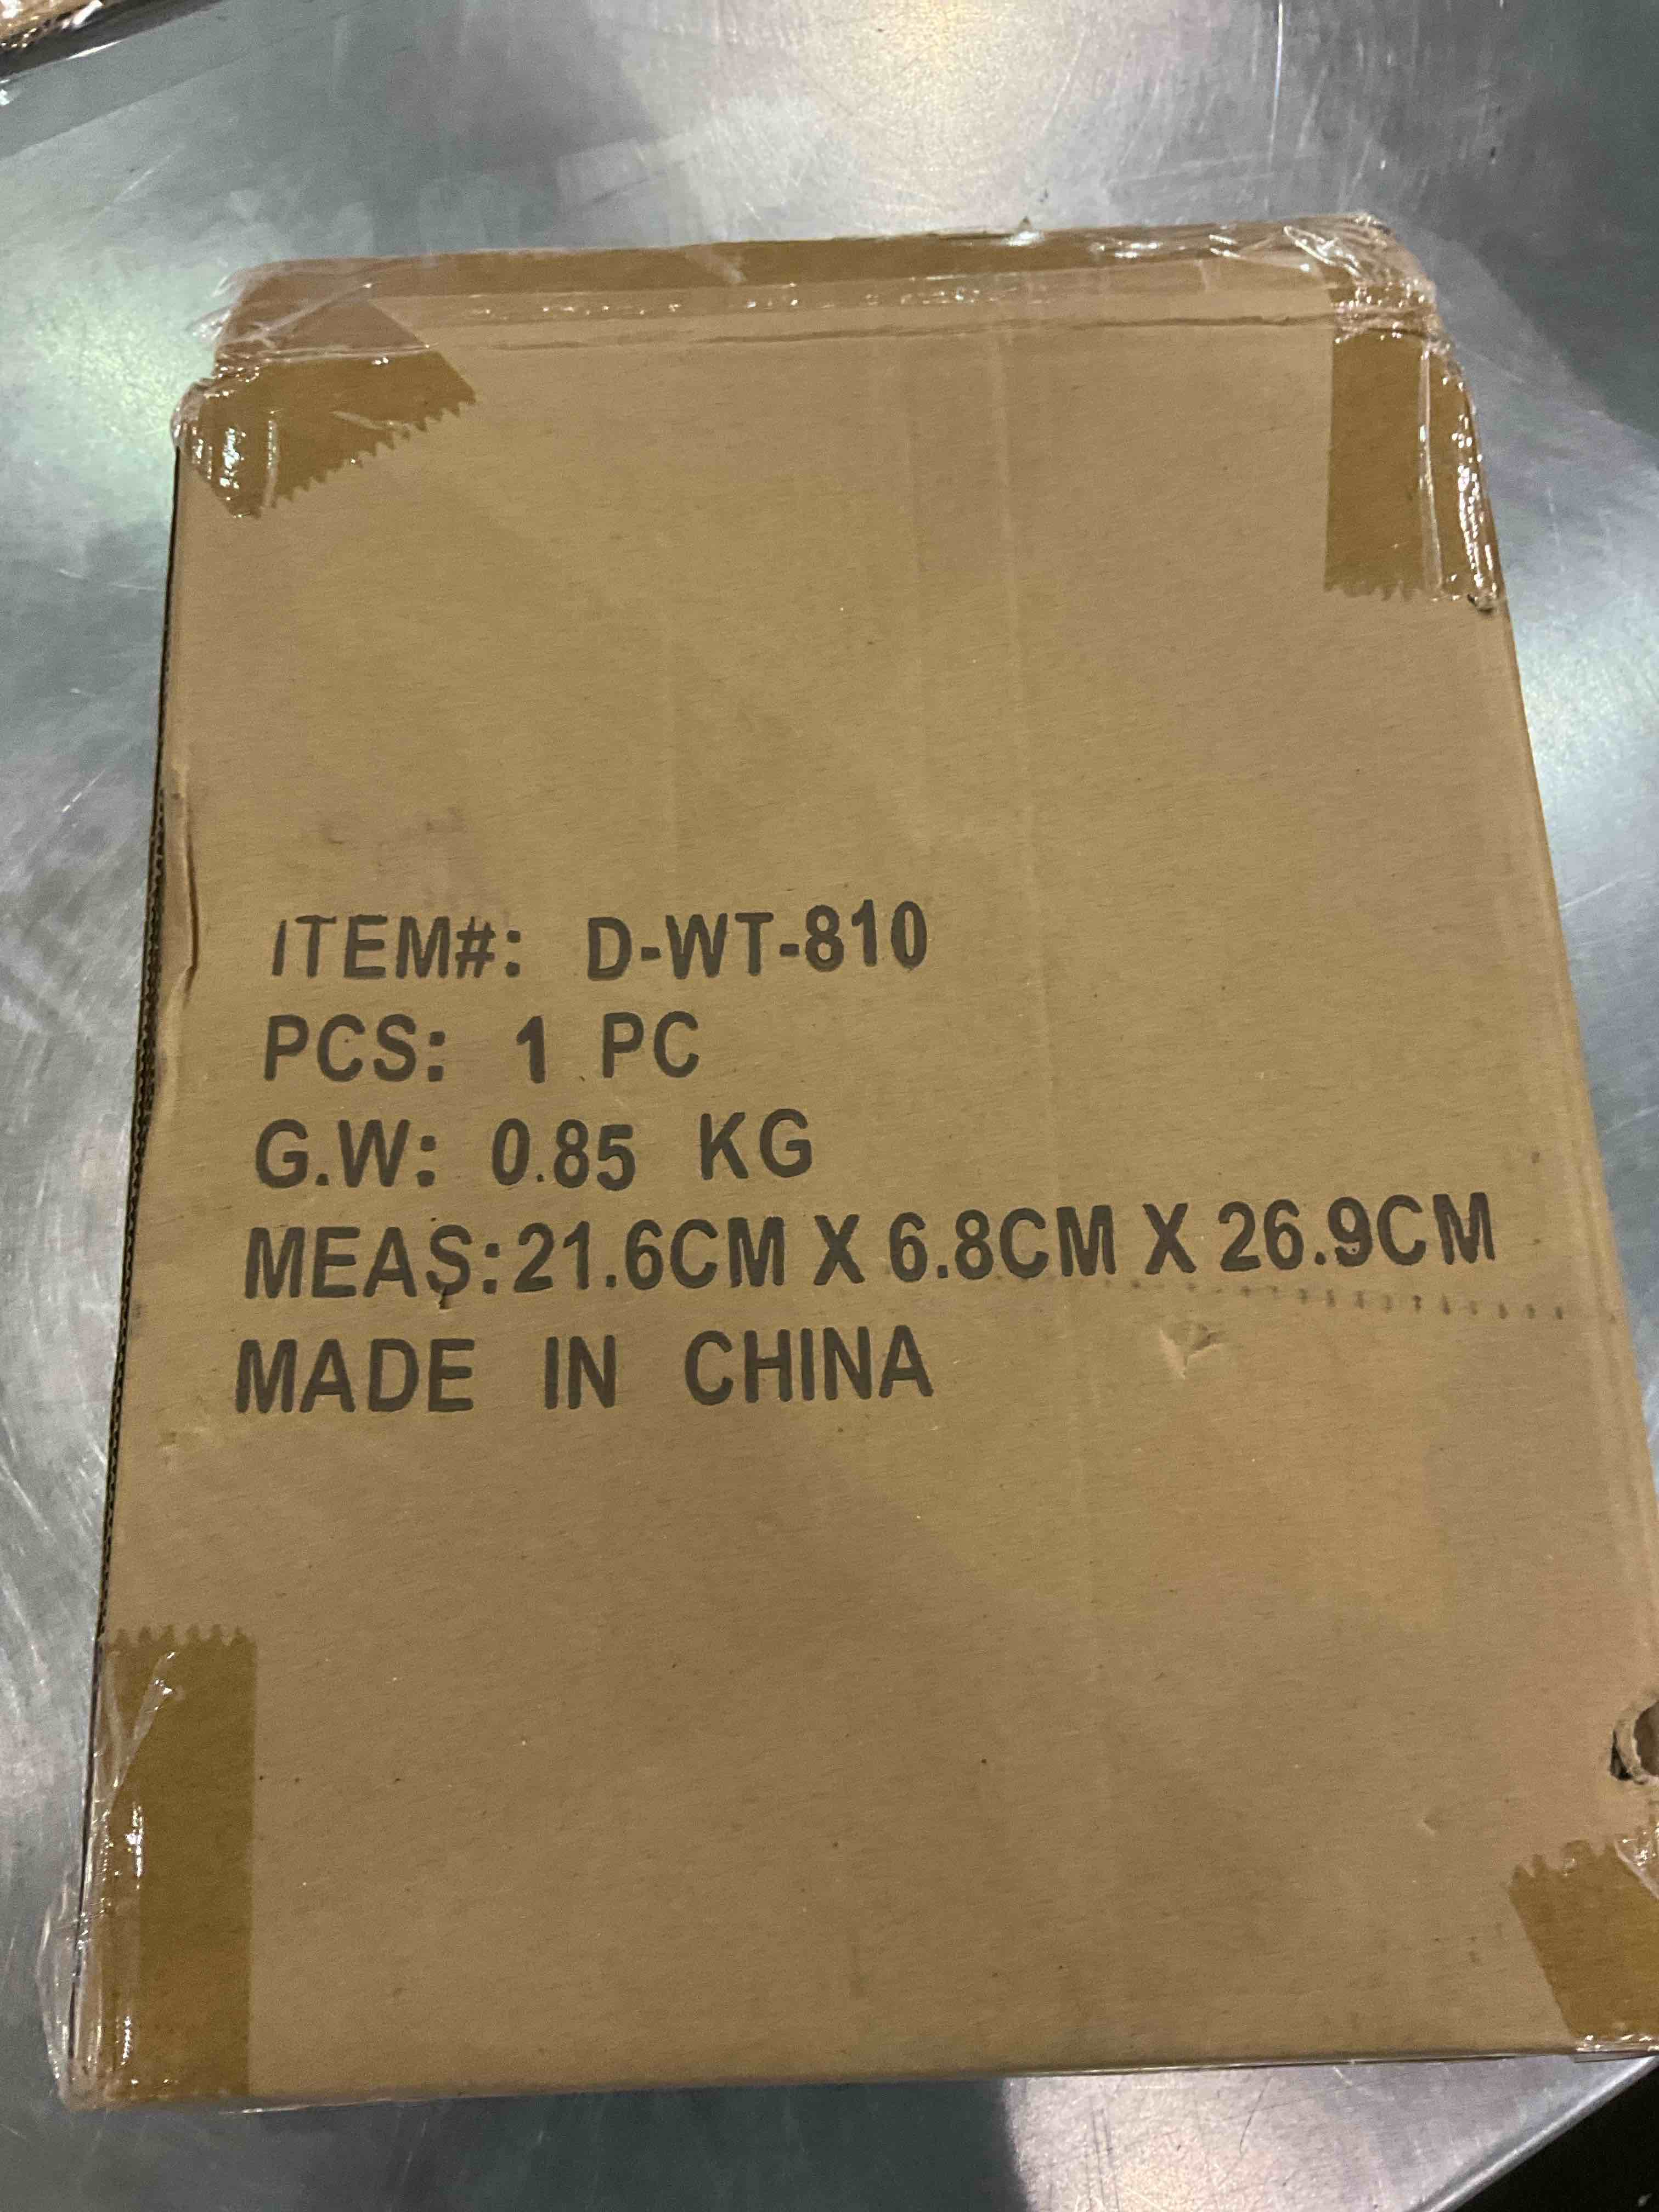 ITEM#: D-WT-810
PCS: 1 PC
G.W: 0.85 KG
MEAS:21.6CM X 6.8CM X 26.9CM
MADE IN CHINA